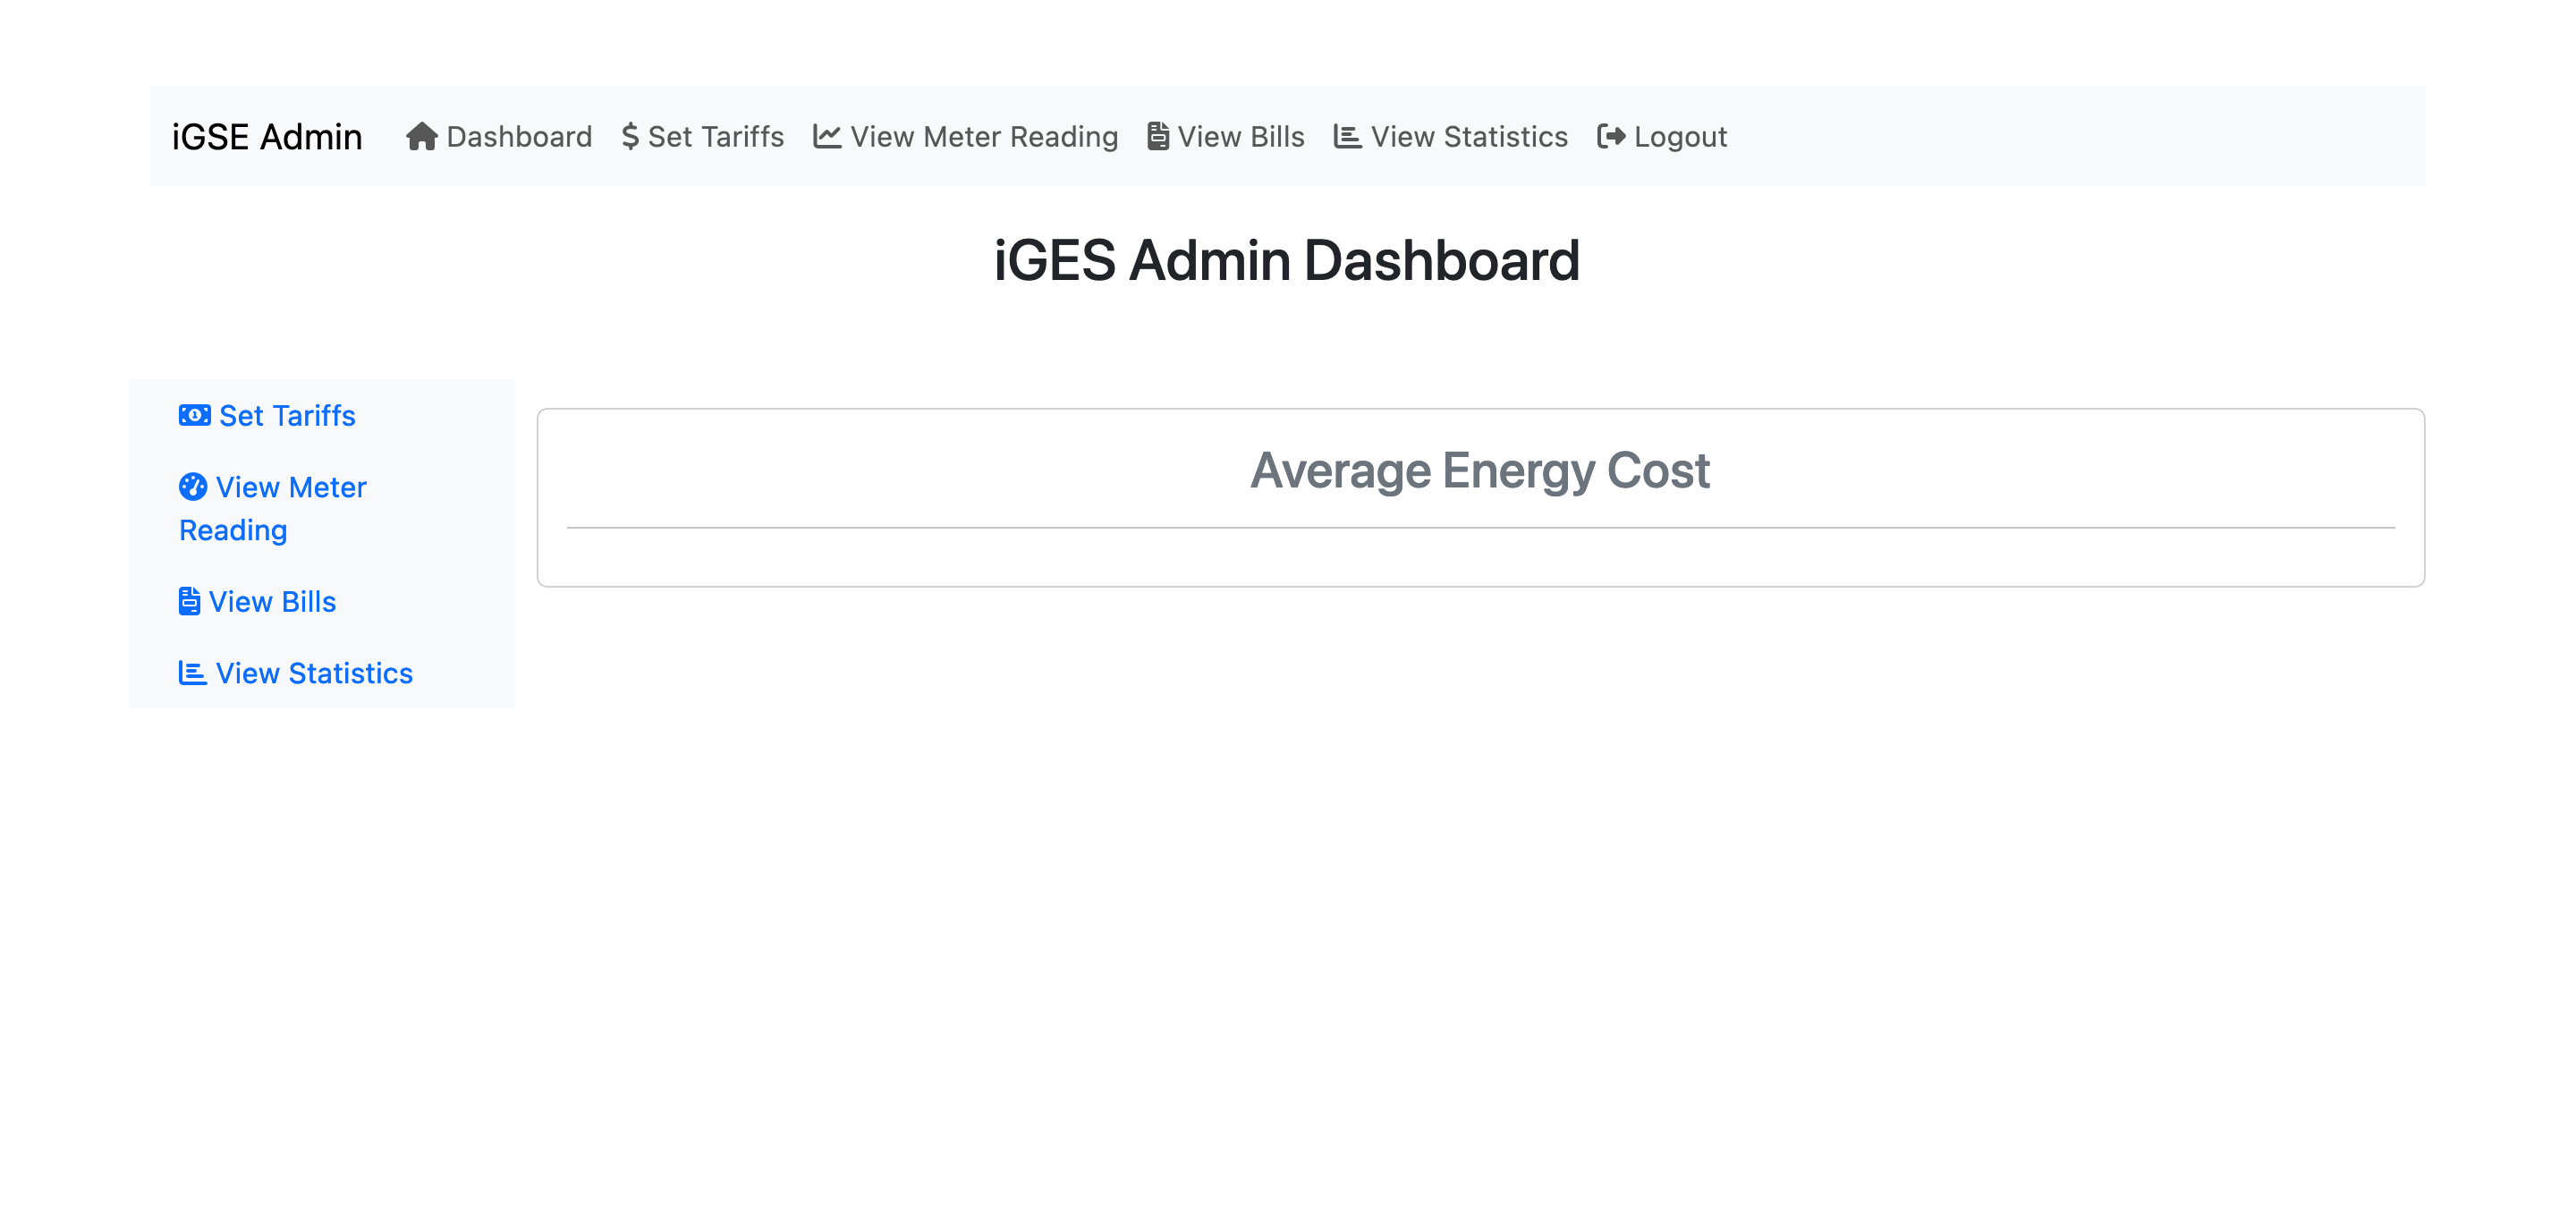 iGSE Admin Dashboard Set Tariffs View Meter Reading View Bills View Statistics Logout
iGES Admin Dashboard
Set Tariffs
View Meter
Reading
View Bills
View Statistics
Average Energy Cost